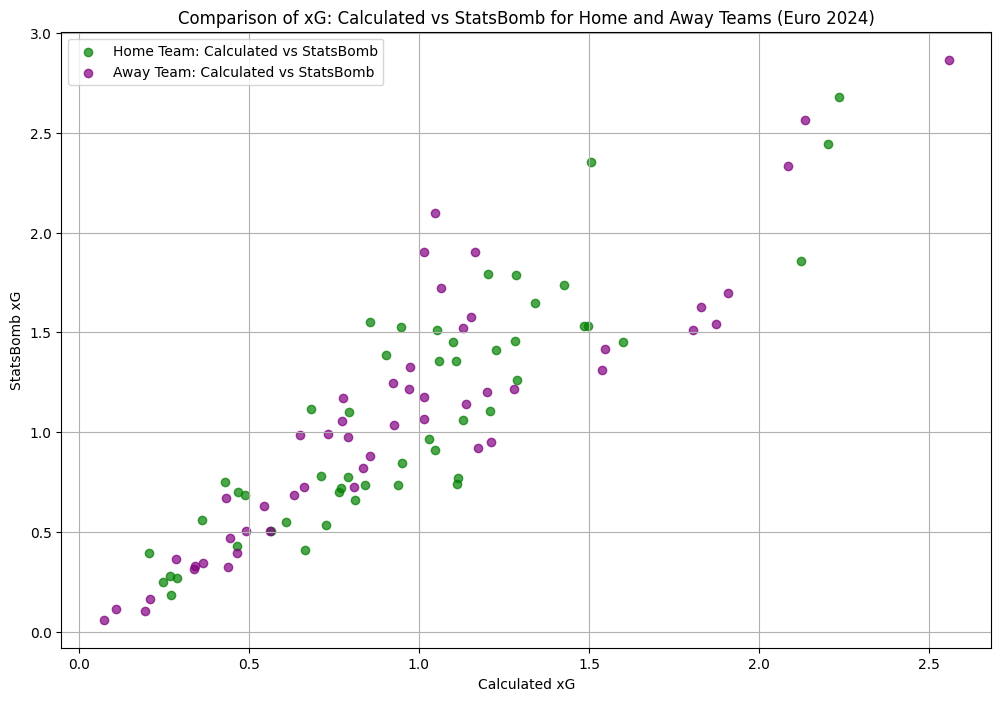 Comparison of xG: Calculated vs StatsBomb for Home and Away Teams (Euro 2024)
Home Team: Calculated vs StatsBomb
Away Team: Calculated vs StatsBomb
3.0
2.5
2.0
1.5
1.0
0.5
0.0
StatsBomb xG
0.0 0.5 1.0 1.5 2.0 2.5
Calculated xG